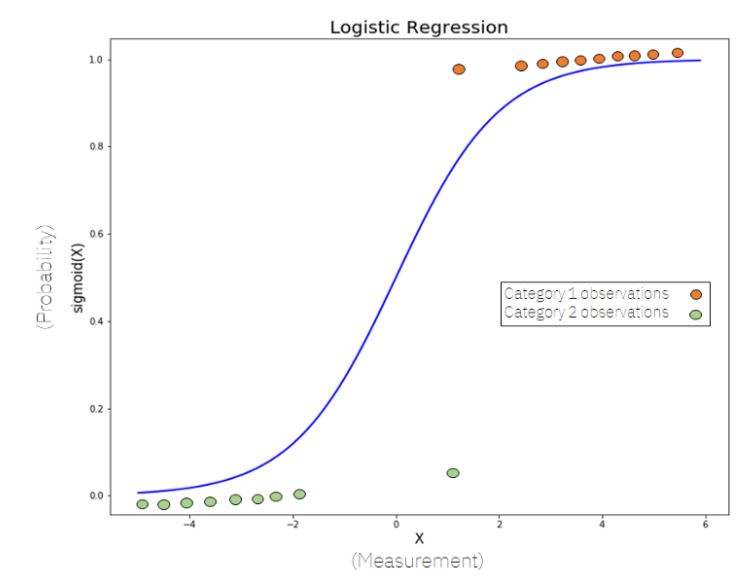 Logistic Regression
1.0
0.8
0.6
0.4
0.2
0.0
(Probability)
sigmoid(X)
Category 1 observations
Category 2 observations
−4
−2
0
2
4
6
X
(Measurement)